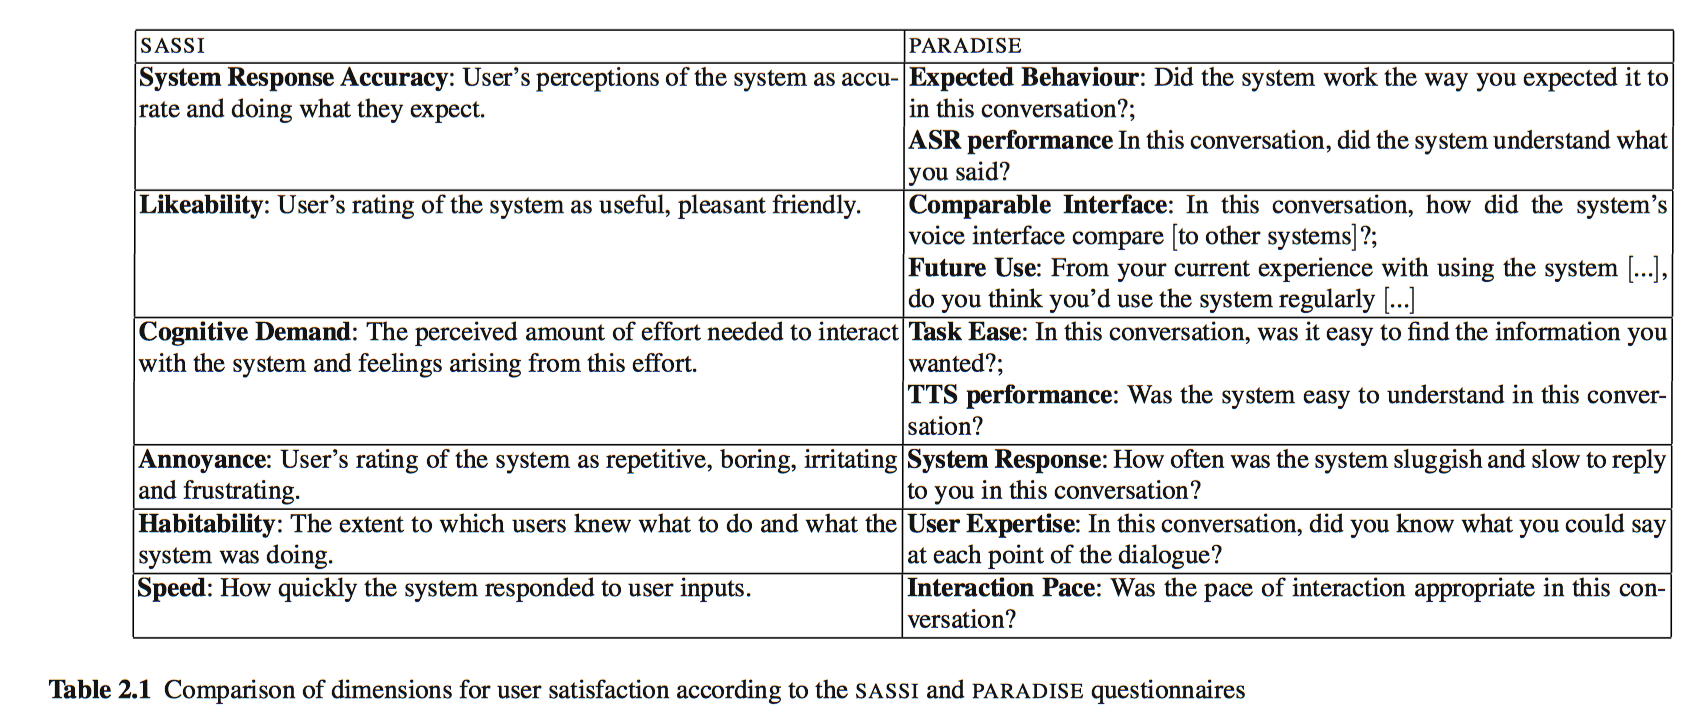 SASSI
PARADISE
System Response Accuracy: User's perceptions of the system as accu-
rate and doing what they expect.
Expected Behaviour: Did the system work the way you expected it to
in this conversation?;
ASR performance In this conversation, did the system understand what
you said?
Likeability: User's rating of the system as useful, pleasant friendly.
Comparable Interface: In this conversation, how did the system's
voice interface compare [to other systems]?;
Future Use: From your current experience with using the system [...],
do you think you'd use the system regularly [...]
Cognitive Demand: The perceived amount of effort needed to interact
with the system and feelings arising from this effort.
Task Ease: In this conversation, was it easy to find the information you
wanted?;
TTS performance: Was the system easy to understand in this conver-
sation?
Annoyance: User's rating of the system as repetitive, boring, irritating
and frustrating.
System Response: How often was the system sluggish and slow to reply
to you in this conversation?
Habitability: The extent to which users knew what to do and what the
system was doing.
User Expertise: In this conversation, did you know what you could say
at each point of the dialogue?
Speed: How quickly the system responded to user inputs.
Interaction Pace: Was the pace of interaction appropriate in this con-
versation?
Table 2.1 Comparison of dimensions for user satisfaction according to the SASSI and PARADISE questionnaires